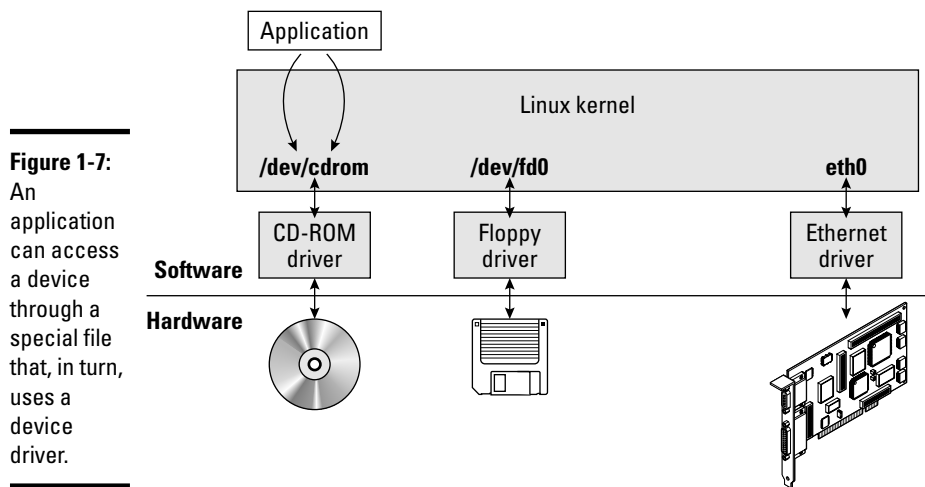 Application
Linux kernel
/dev/cdrom /dev/fd0 eth0
CD-ROM
driver
Floppy
driver
Ethernet
driver
Software
Hardware
Figure 1-7:
An
application
can access
a device
through a
special file
that, in turn,
uses a
device
driver.